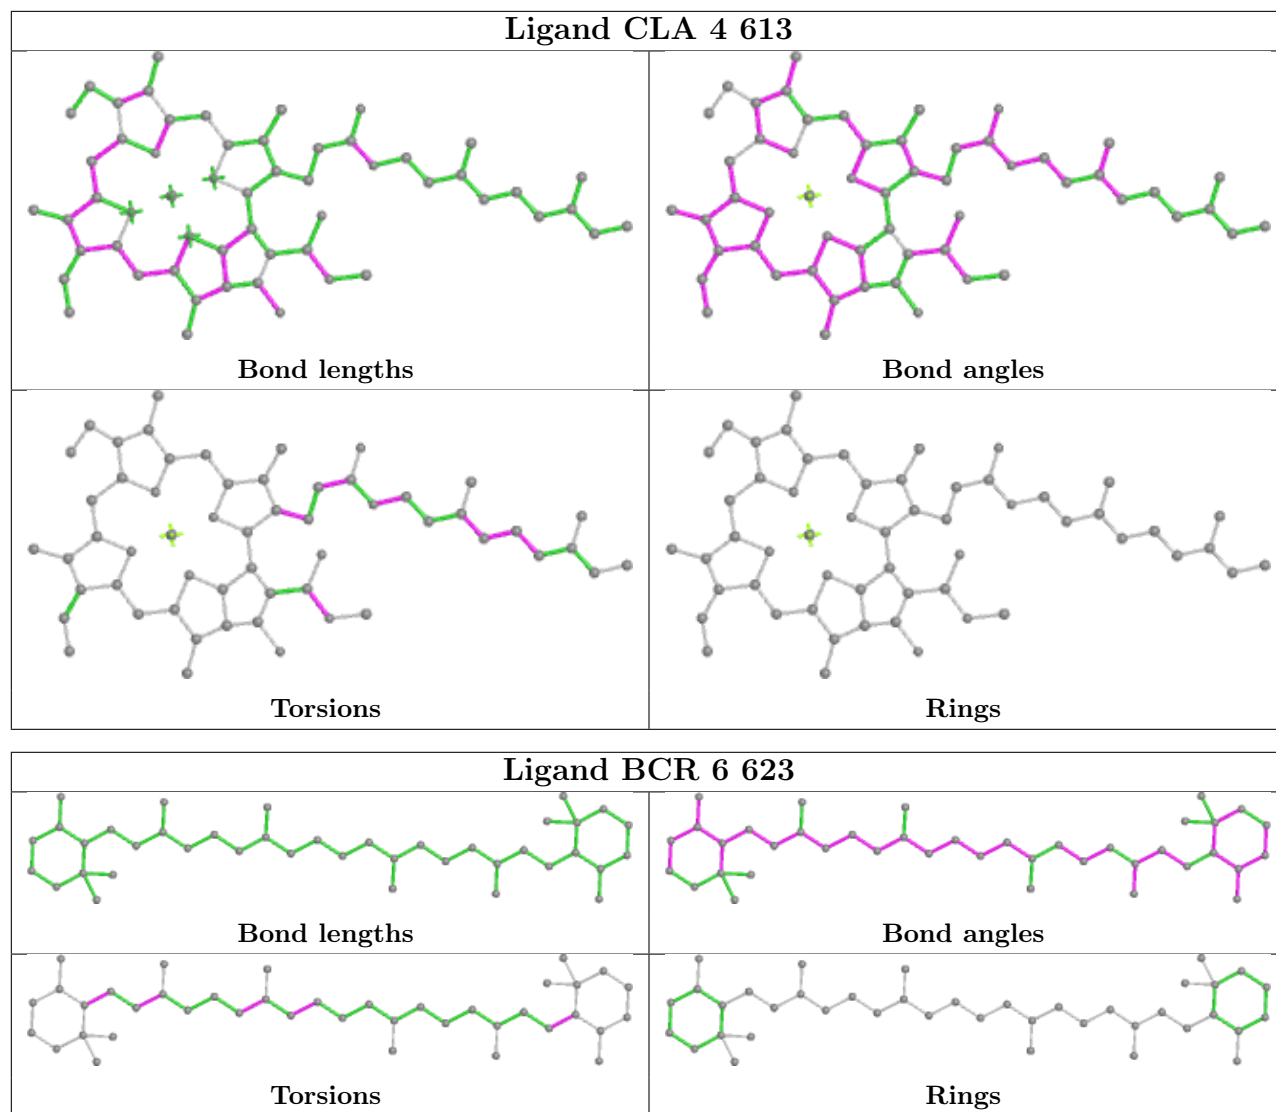 Ligand CLA 4 613
Bond lengths
Bond angles
Torsions
Rings
Ligand BCR 6 623
Bond lengths
Bond angles
Torsions
Rings